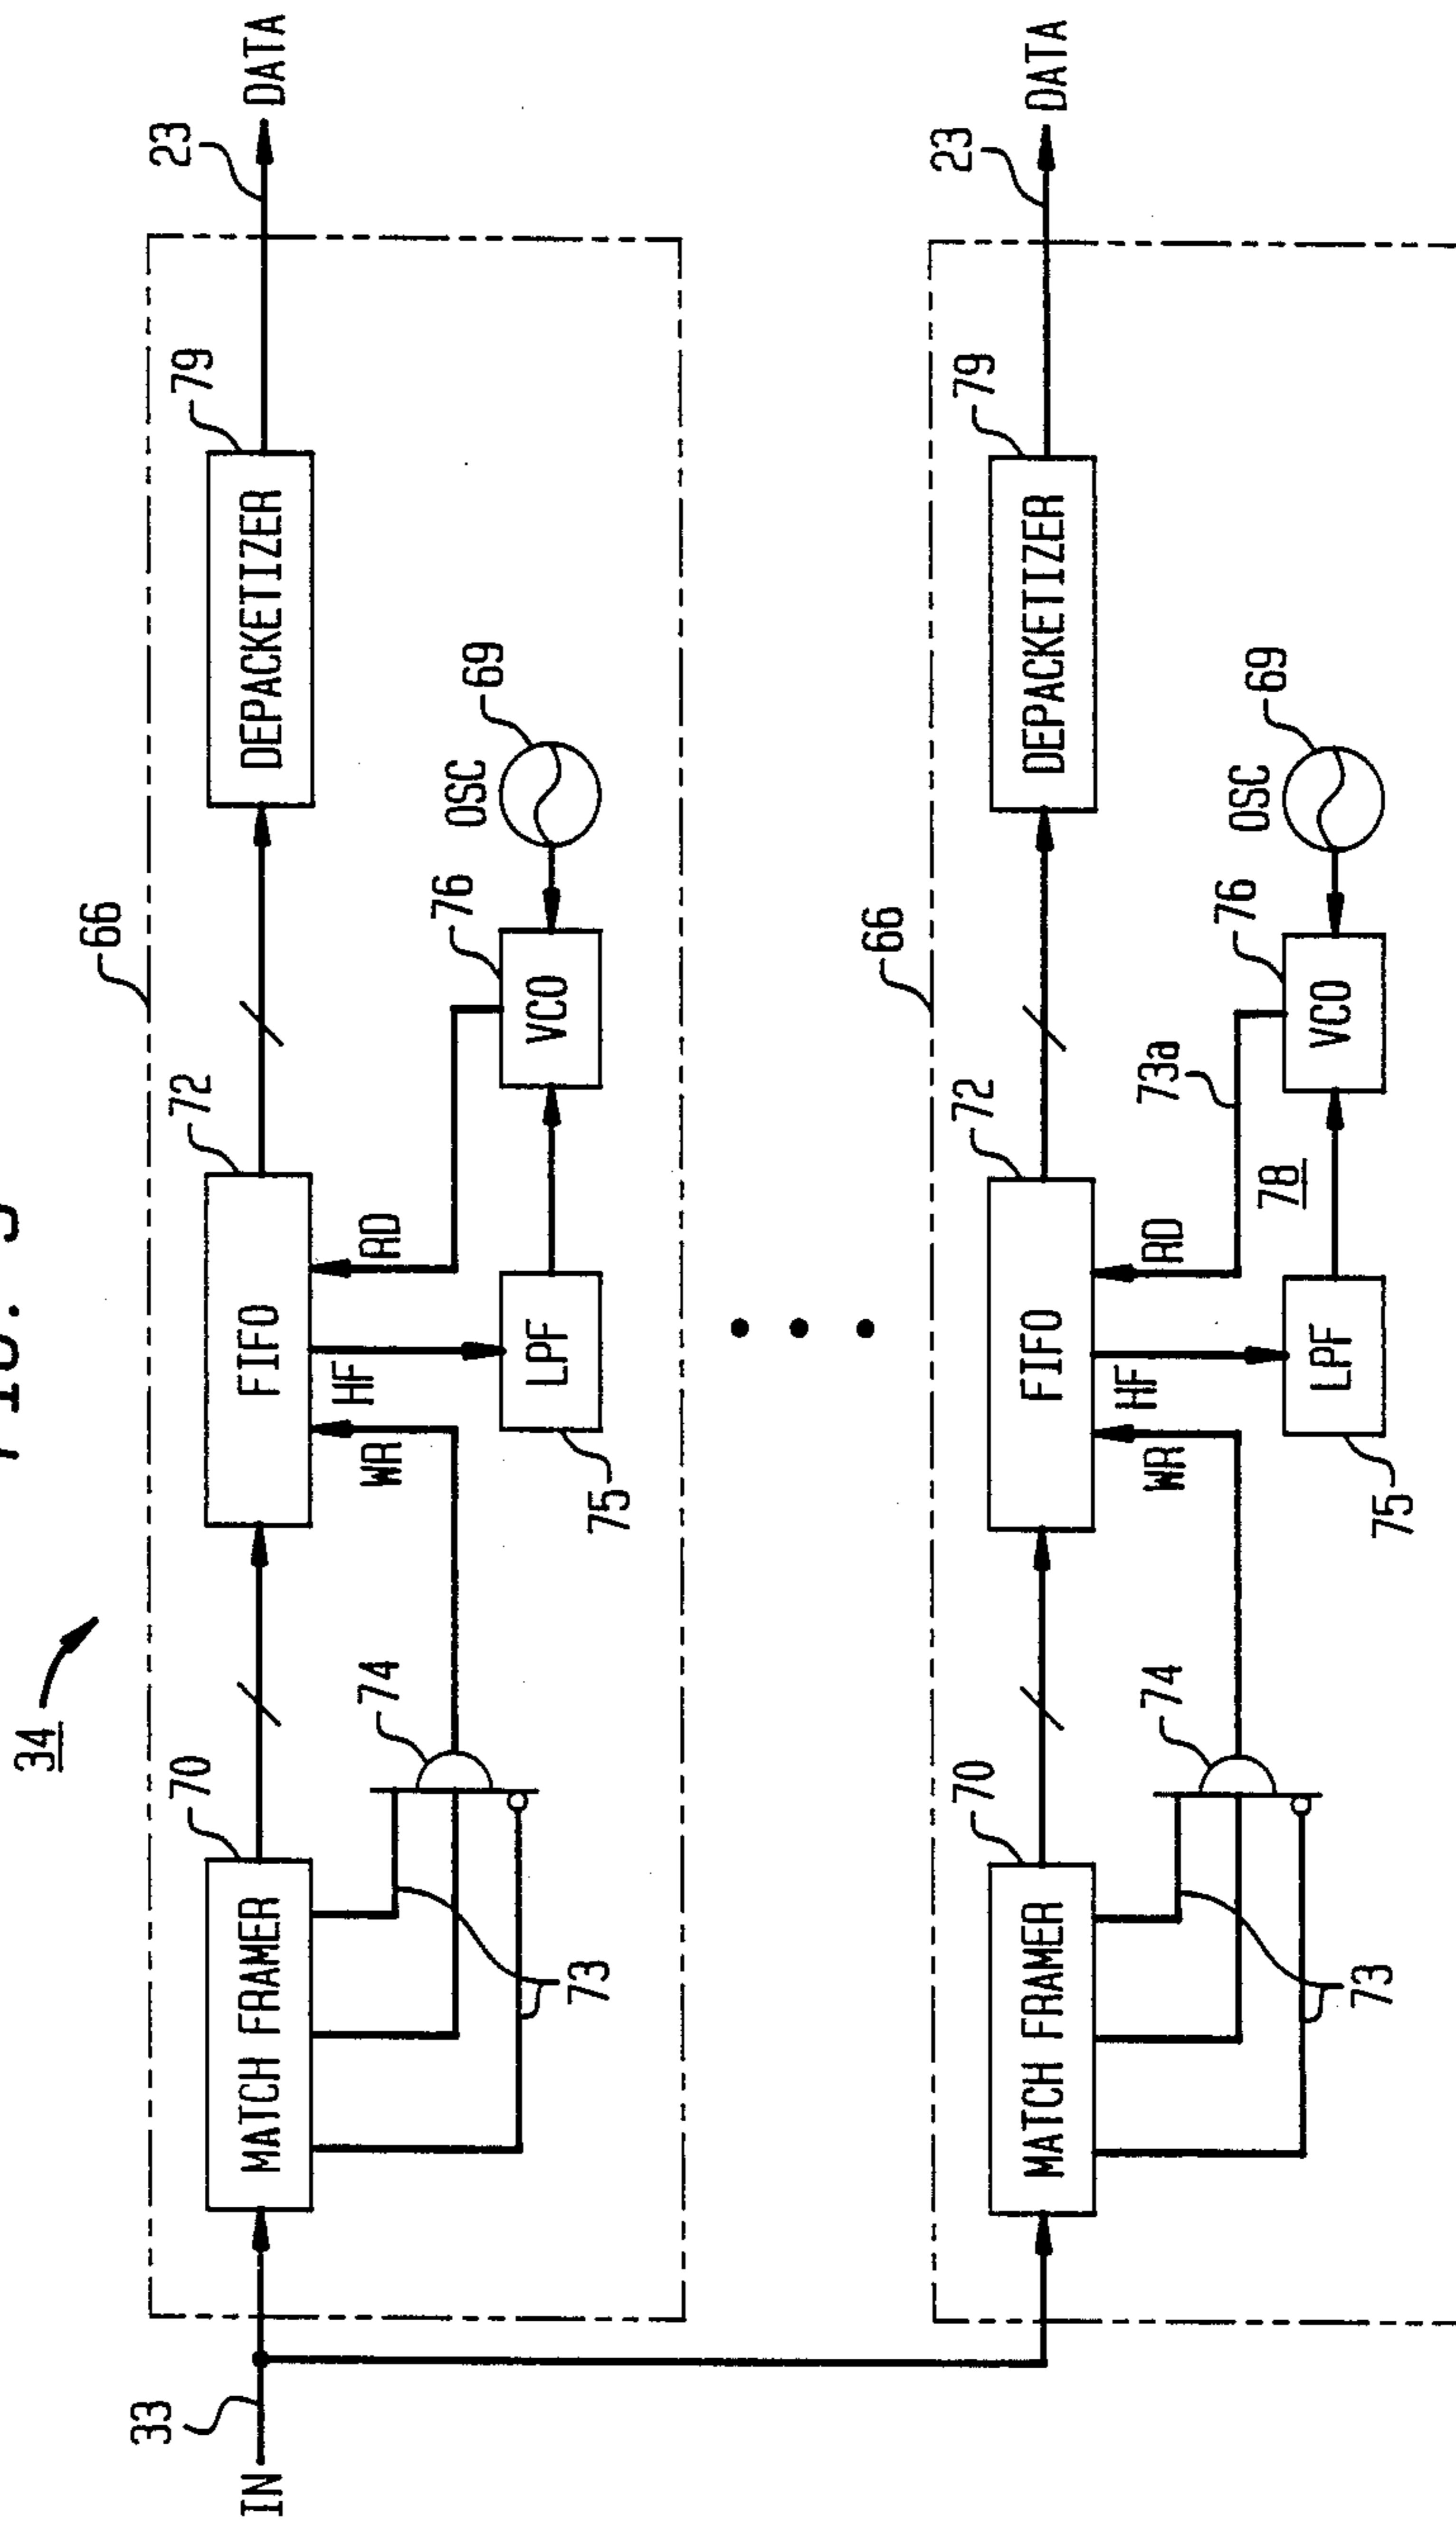 34
66
IN
33
MATCH FRAMER
70
73
74
WR
FIFO
72
HF
RD
LPF
75
VCO
76
OSC
69
DEPACKETIZER
79
23
DATA
66
MATCH FRAMER
70
73
74
WR
FIFO
72
HF
RD
73a
78
LPF
75
VCO
76
OSC
69
DEPACKETIZER
79
23
DATA